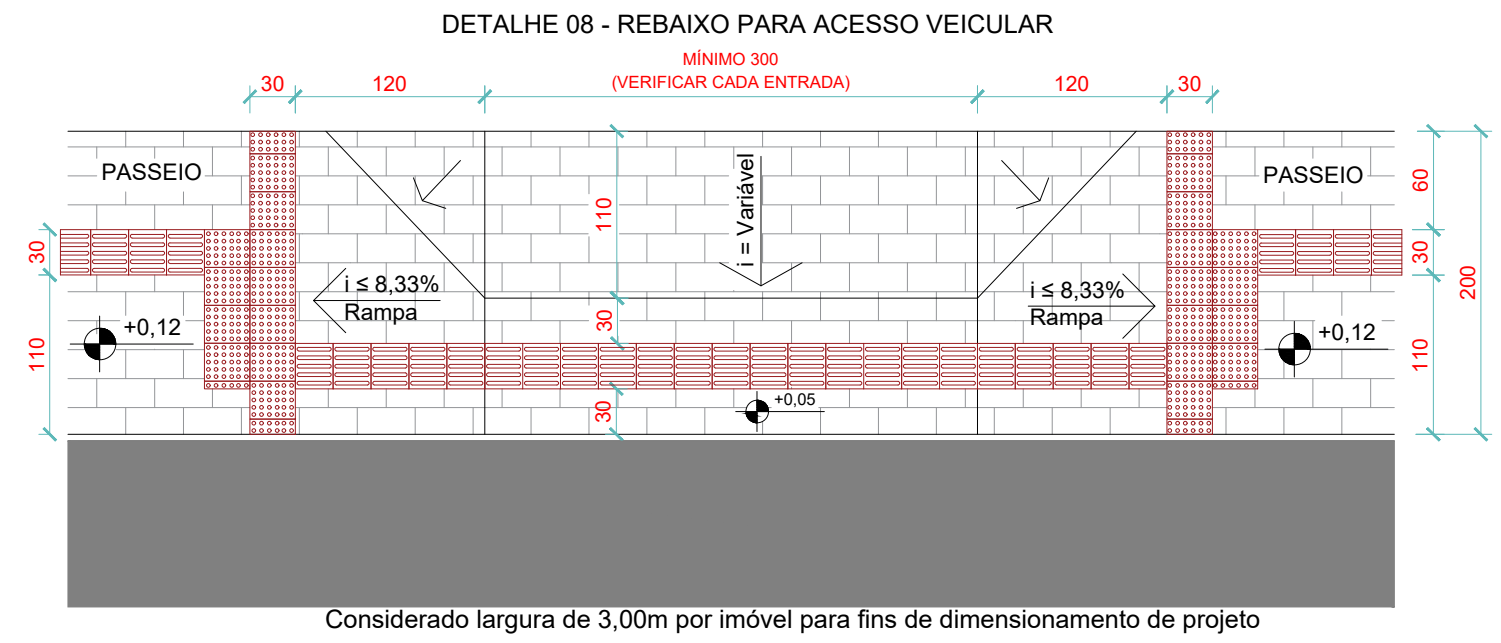 DETALHE 08 - REBAIXO PARA ACESSO VEICULAR
MÍNIMO 300
(VERIFICAR CADA ENTRADA)
30
120
120
30
PASSEIO
PASSEIO
60
30
110
i = Variável
30
200
i ≤ 8,33%
Rampa
i ≤ 8,33%
Rampa
+0,12
30
+0,12
110
110
+0,05
30
Considerado largura de 3,00m por imóvel para fins de dimensionamento de projeto